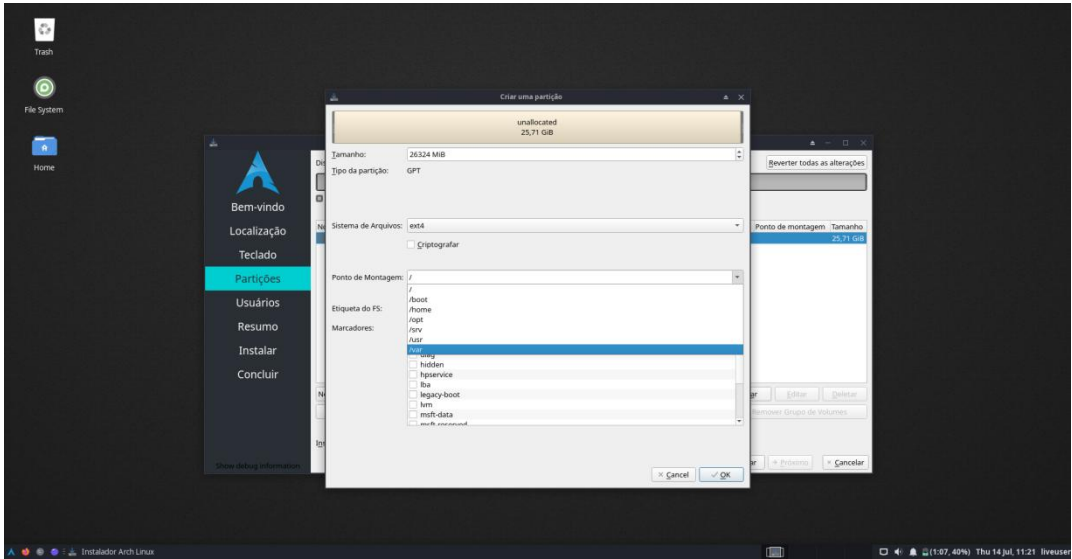 Trash
File System
Home
Criar uma partição
unallocated
25,71 GiB
Tamanho:
26324 MiB
Tipo da partição:
GPT
Sistema de Arquivos:
ext4
Criptografar
Ponto de Montagem:
/
/
/boot
/home
/opt
/srv
/usr
/var
Etiqueta do FS:
Marcadores:
diag
hidden
hpservice
lba
legacy-boot
lvm
msft-data
msft-reserved
Cancel
OK
Bem-vindo
Localização
Teclado
Partições
Usuários
Resumo
Instalar
Concluir
Show debug information
Reverter todas as alterações
Ponto de montagem
Tamanho
25,71 GiB
Editar
Deletar
Remover Grupo de Volumes
Próximo
Cancelar
Instalador Arch Linux
(1:07, 40%)
Thu 14 Jul, 11:21
liveuser